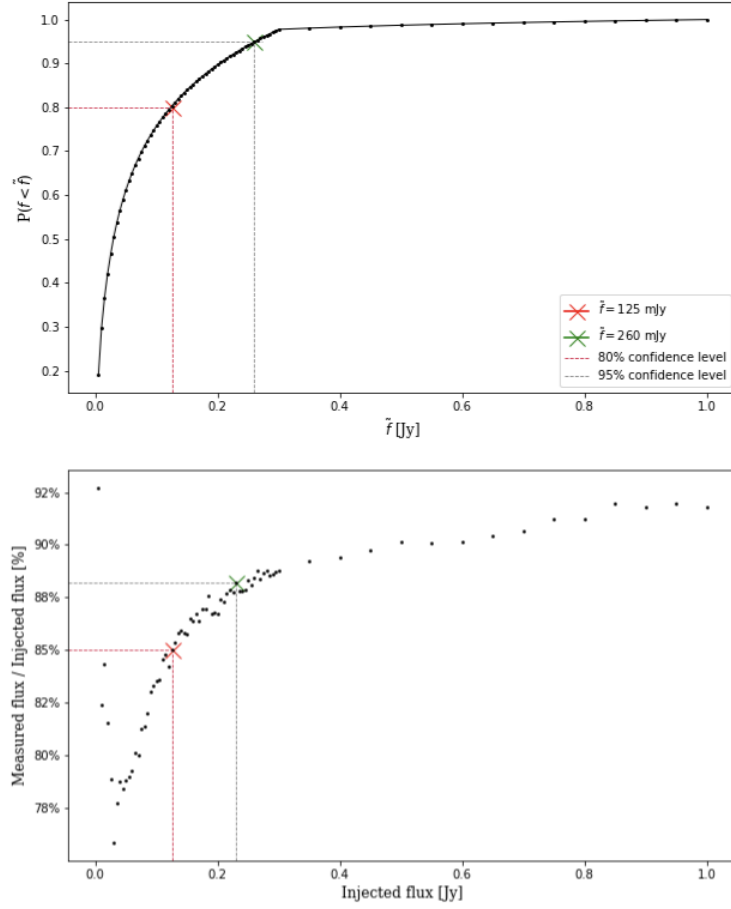 1.0
0.9
0.8
0.7
0.6
0.5
0.4
0.3
0.2
P(f < f̃)
f̃ = 125 mJy
f̃ = 260 mJy
80% confidence level
95% confidence level
0.0 0.2 0.4 0.6 0.8 1.0
f̃ [Jy]
92%
90%
88%
85%
82%
80%
78%
Measured flux / Injected flux [%]
0.0 0.2 0.4 0.6 0.8 1.0
Injected flux [Jy]